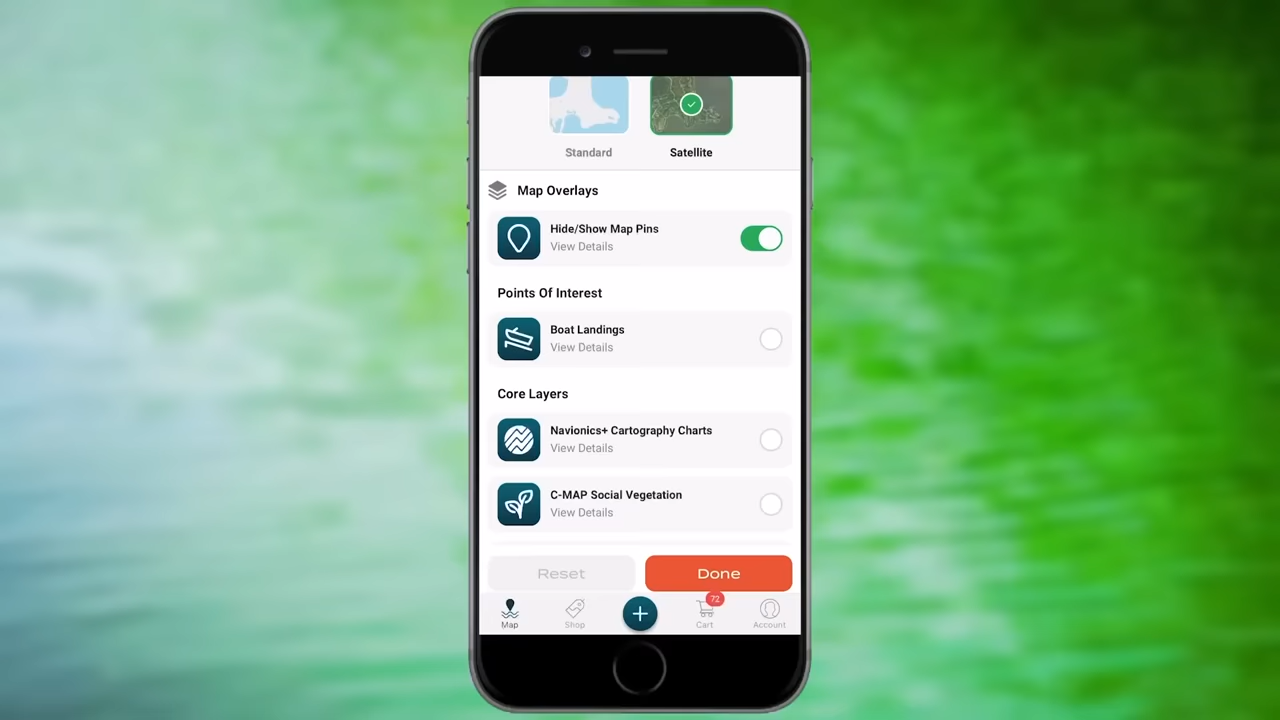 Standard
Satellite
Map Overlays
Hide/Show Map Pins
View Details
Points Of Interest
Boat Landings
View Details
Core Layers
Navionics+ Cartography Charts
View Details
C-MAP Social Vegetation
View Details
Reset
Done
72
Map
Shop
Cart
Account